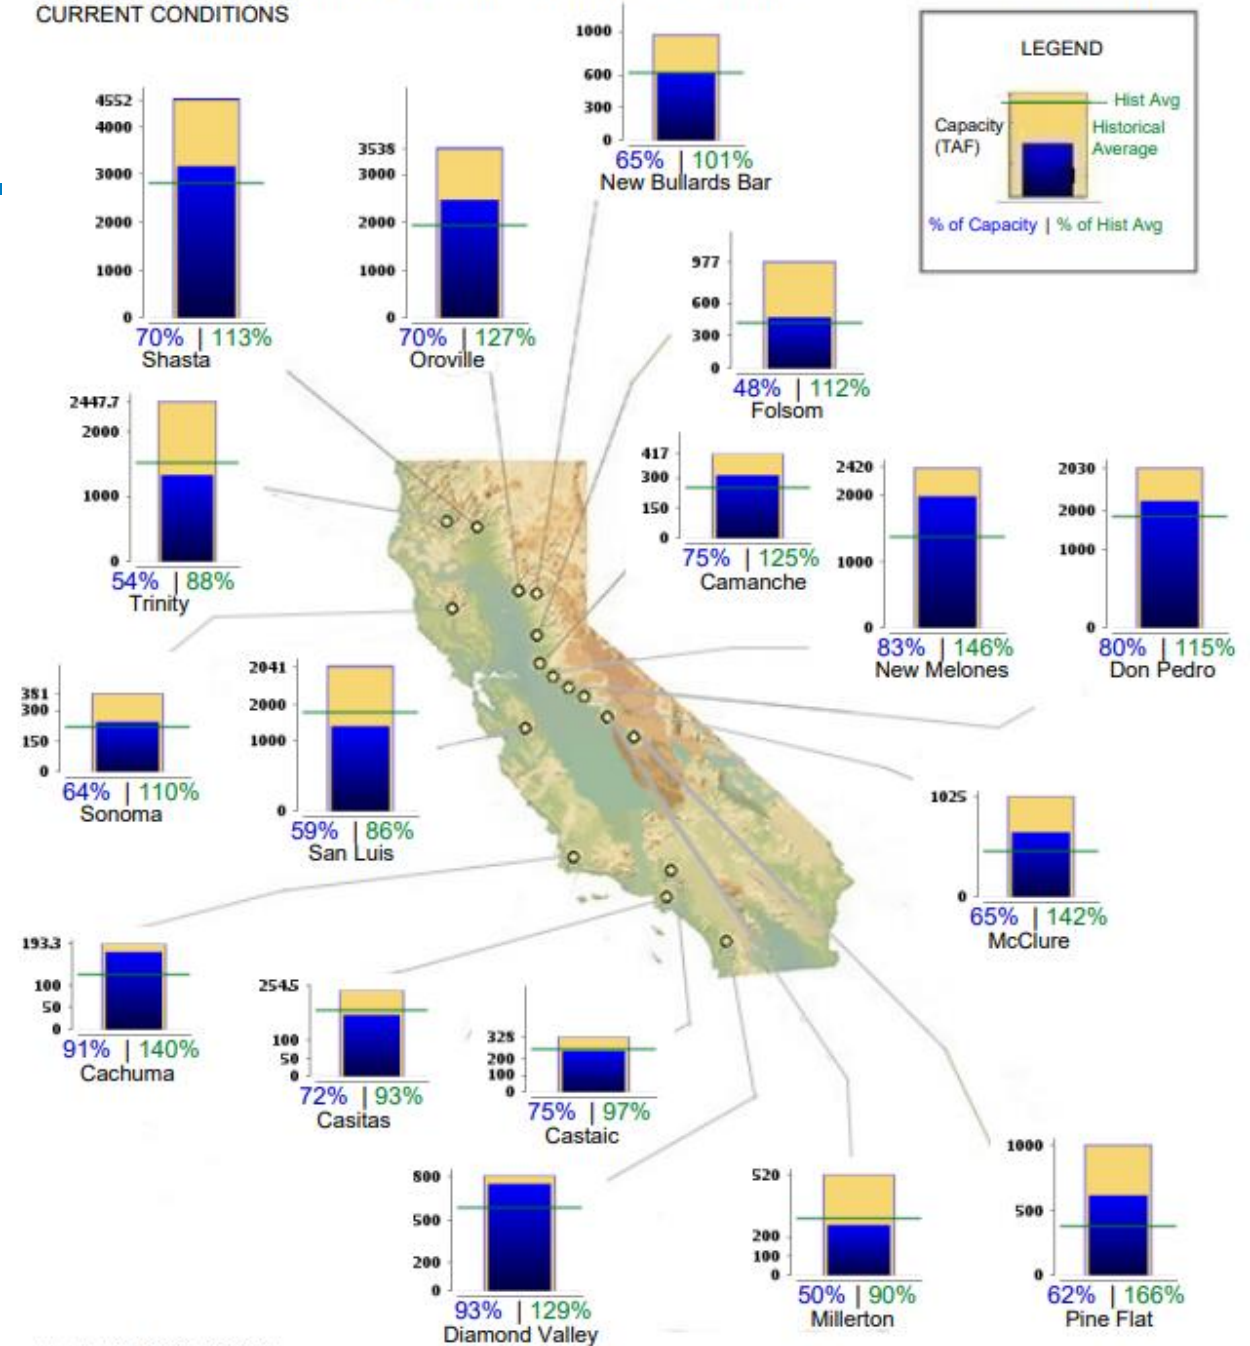 CURRENT CONDITIONS
1000
600
300
0
65% | 101%
New Bullards Bar
LEGEND
Hist Avg
Capacity
(TAF)
Historical
Average
% of Capacity | % of Hist Avg
4552
4000
3000
2000
1000
0
70% | 113%
Shasta
3538
3000
2000
1000
0
70% | 127%
Oroville
977
600
300
0
48% | 112%
Folsom
2447.7
2000
1000
0
54% | 88%
Trinity
417
300
150
0
75% | 125%
Camanche
2420
2000
1000
0
83% | 146%
New Melones
2030
2000
1000
0
80% | 115%
Don Pedro
381
300
150
0
64% | 110%
Sonoma
2041
2000
1000
0
59% | 86%
San Luis
1025
0
65% | 142%
McClure
193.3
100
50
0
91% | 140%
Cachuma
254.5
100
50
0
72% | 93%
Casitas
328
200
100
0
75% | 97%
Castaic
800
500
200
0
93% | 129%
Diamond Valley
520
200
100
0
50% | 90%
Millerton
1000
500
0
62% | 166%
Pine Flat